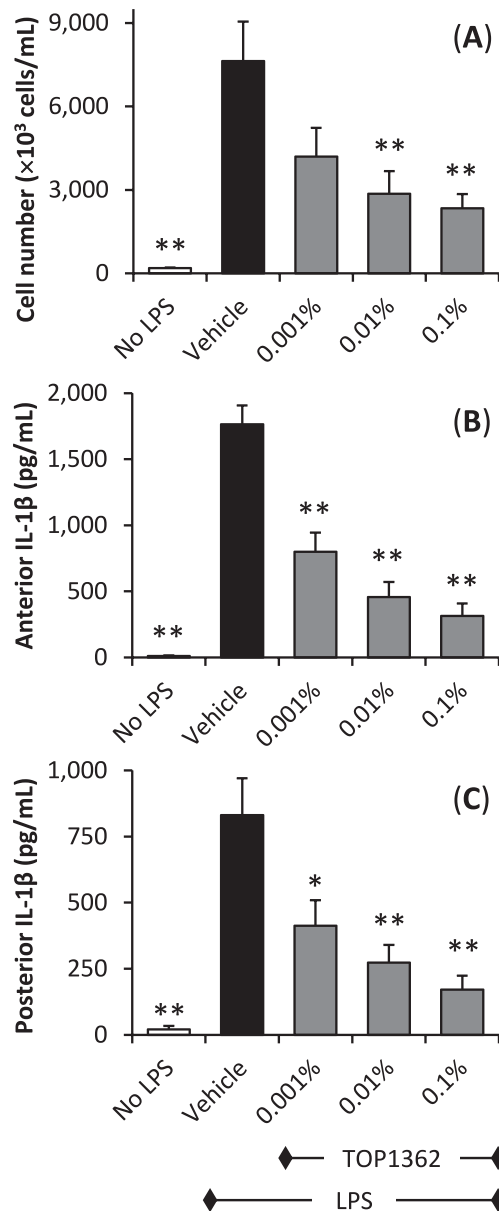 (A)
Cell number (×10³ cells/mL)
9,000
6,000
3,000
0
**
**
**
No LPS
Vehicle
0.001%
0.01%
0.1%
(B)
Anterior IL-1β (pg/mL)
2,000
1,500
1,000
500
0
**
**
**
**
No LPS
Vehicle
0.001%
0.01%
0.1%
(C)
Posterior IL-1β (pg/mL)
1,000
750
500
250
0
**
*
**
**
No LPS
Vehicle
0.001%
0.01%
0.1%
TOP1362
LPS